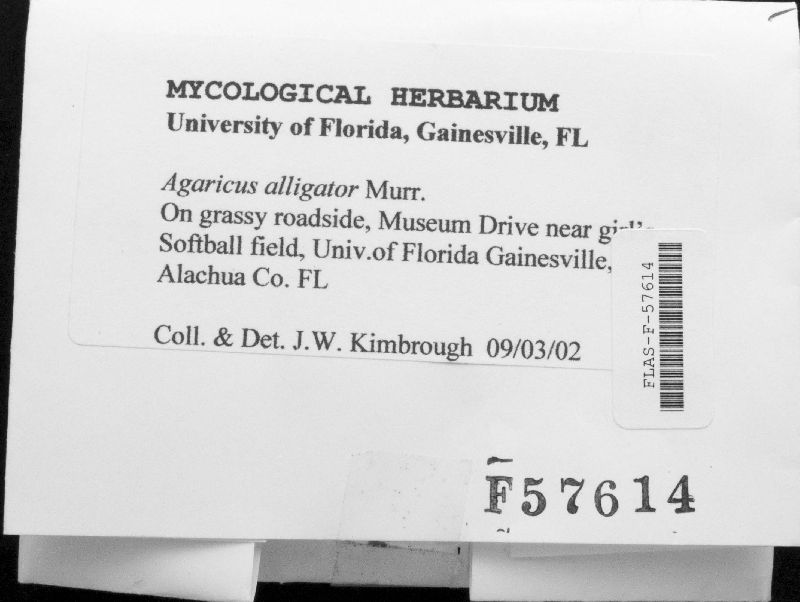 MYCOLOGICAL HERBARIUM
University of Florida, Gainesville, FL
Agaricus alligator Murr.
On grassy roadside, Museum Drive near girl's
Softball field, Univ.of Florida Gainesville,
Alachua Co. FL
Coll. & Det. J.W. Kimbrough 09/03/02
FLAS-F-57614
F57614